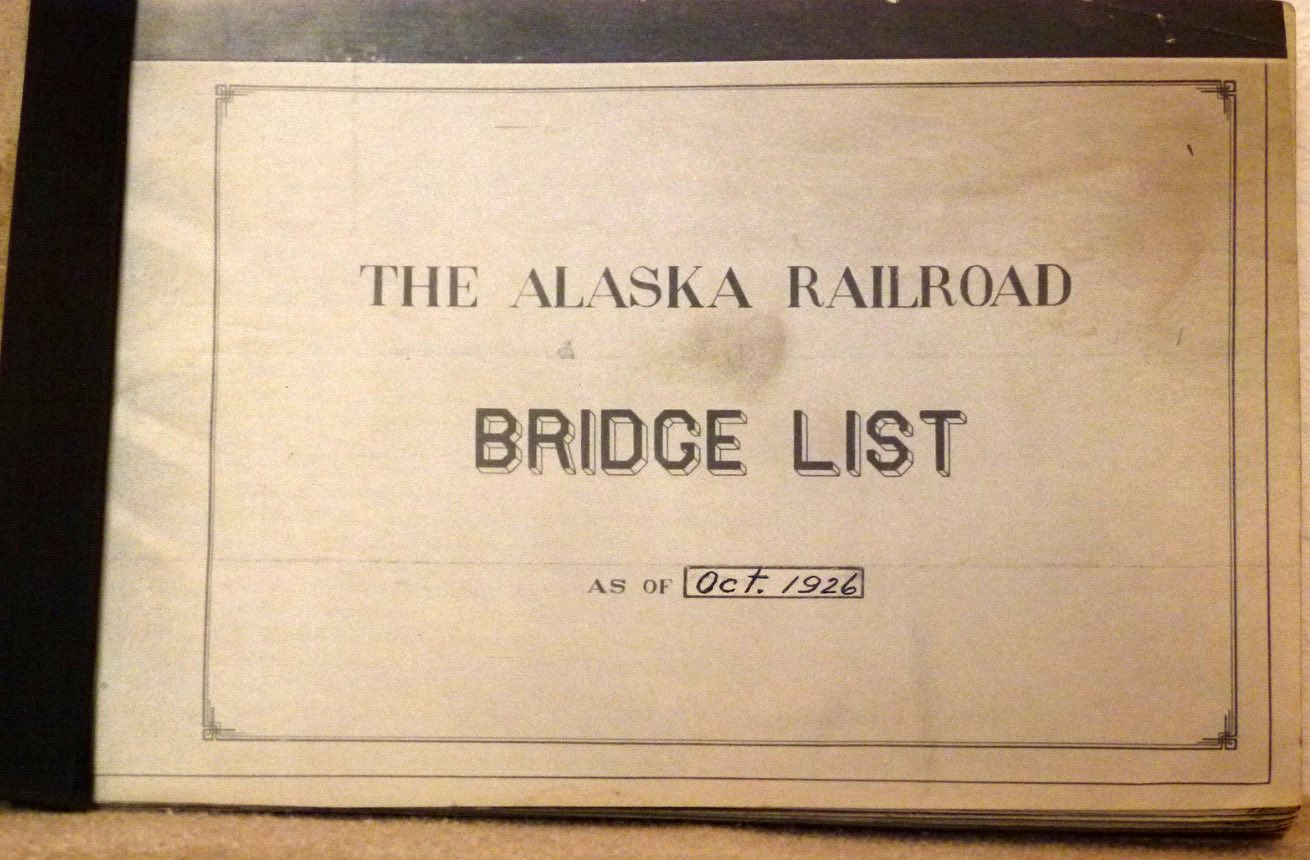 THE ALASKA RAILROAD
BRIDGE LIST
AS OF Oct. 1926